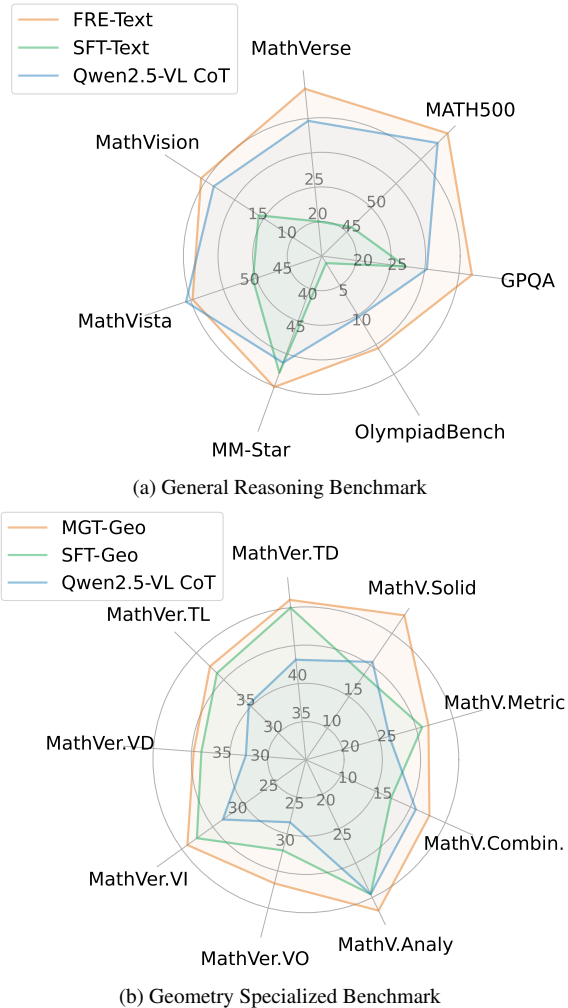 FRE-Text
SFT-Text
Qwen2.5-VL CoT
MathVerse
MATH500
MathVision
25
50
15
20
45
10
20
25
GPQA
45
50
40
5
10
45
MathVista
OlympiadBench
MM-Star
(a) General Reasoning Benchmark
MGT-Geo
SFT-Geo
Qwen2.5-VL CoT
MathVer.TD
MathV.Solid
MathVer.TL
40
15
35
MathV.Metric
35
10
30
25
20
MathVer.VD
35
30
10
25
15
20
25
30
25
30
MathV.Combin.
MathVer.VI
MathV.Analy
MathVer.VO
(b) Geometry Specialized Benchmark